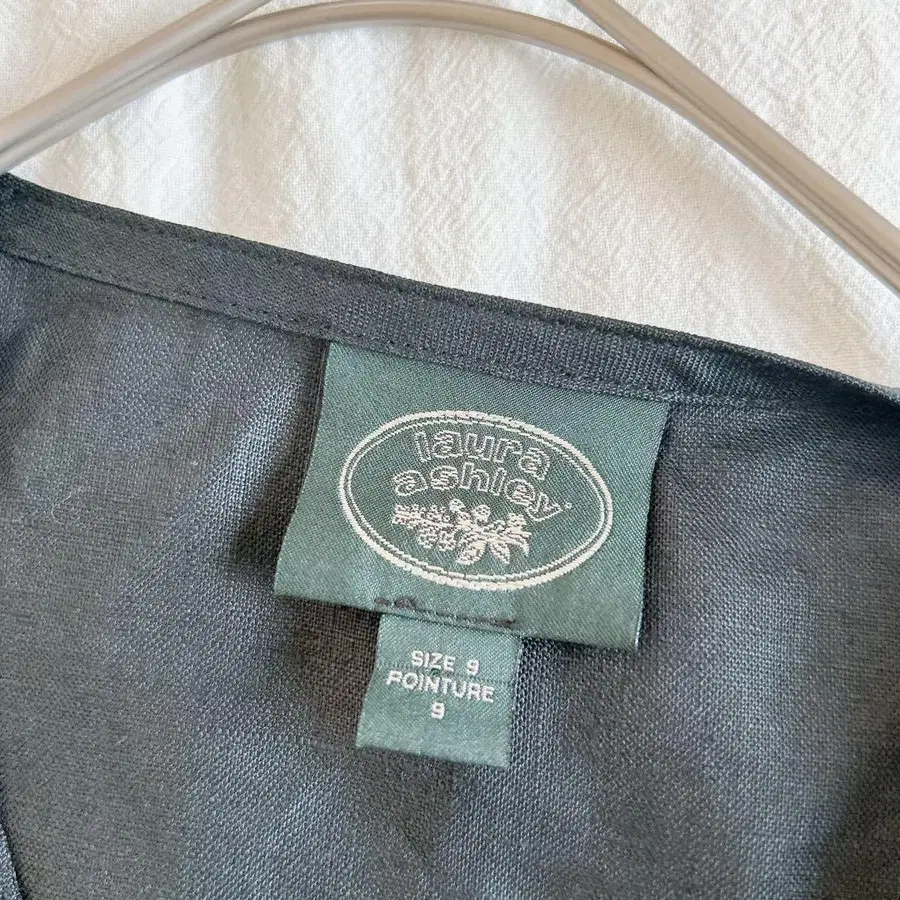 laura
ashley
SIZE 9
POINTURE
9